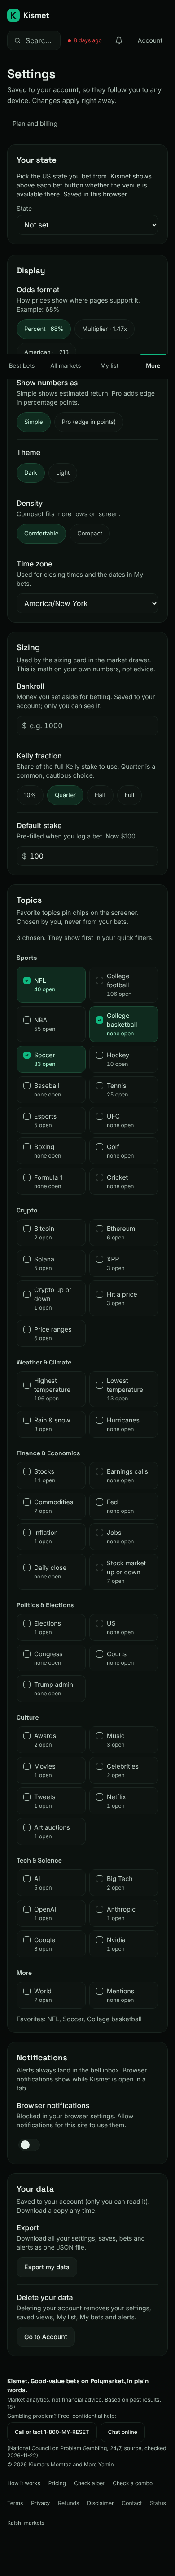 Kismet
Searc...
8 days ago
Account
Settings
Saved to your account, so they follow you to any
device. Changes apply right away.
Plan and billing
Your state
Pick the US state you bet from. Kismet shows
above each bet button whether the venue is
available there. Saved in this browser.
State
Not set
Display
Odds format
How prices show where pages support it.
Example: 68%
Percent · 68%
Multiplier · 1.47x
American · −213
Best bets
All markets
My list
More
Show numbers as
Simple shows estimated return. Pro adds edge
in percentage points.
Simple
Pro (edge in points)
Theme
Dark
Light
Density
Compact fits more rows on screen.
Comfortable
Compact
Time zone
Used for closing times and the dates in My
bets.
America/New York
Sizing
Used by the sizing card in the market drawer.
This is math on your own numbers, not advice.
Bankroll
Money you set aside for betting. Saved to your
account; only you can see it.
$ e.g. 1000
Kelly fraction
Share of the full Kelly stake to use. Quarter is a
common, cautious choice.
10%
Quarter
Half
Full
Default stake
Pre-filled when you log a bet. Now $100.
$ 100
Topics
Favorite topics pin chips on the screener.
Chosen by you, never from your bets.
3 chosen. They show first in your quick filters.
Sports
NFL
40 open
College
football
106 open
NBA
55 open
College
basketball
none open
Soccer
83 open
Hockey
10 open
Baseball
none open
Tennis
25 open
Esports
5 open
UFC
none open
Boxing
none open
Golf
none open
Formula 1
none open
Cricket
none open
Crypto
Bitcoin
2 open
Ethereum
6 open
Solana
5 open
XRP
3 open
Crypto up or
down
1 open
Hit a price
3 open
Price ranges
6 open
Weather & Climate
Highest
temperature
106 open
Lowest
temperature
13 open
Rain & snow
3 open
Hurricanes
none open
Finance & Economics
Stocks
11 open
Earnings calls
none open
Commodities
7 open
Fed
none open
Inflation
1 open
Jobs
none open
Daily close
none open
Stock market
up or down
7 open
Politics & Elections
Elections
1 open
US
none open
Congress
none open
Courts
none open
Trump admin
none open
Culture
Awards
2 open
Music
3 open
Movies
1 open
Celebrities
2 open
Tweets
1 open
Netflix
1 open
Art auctions
1 open
Tech & Science
AI
5 open
Big Tech
2 open
OpenAI
1 open
Anthropic
1 open
Google
3 open
Nvidia
1 open
More
World
7 open
Mentions
none open
Favorites: NFL, Soccer, College basketball
Notifications
Alerts always land in the bell inbox. Browser
notifications show while Kismet is open in a
tab.
Browser notifications
Blocked in your browser settings. Allow
notifications for this site to use them.
Your data
Saved to your account (only you can read it).
Download a copy any time.
Export
Download all your settings, saves, bets and
alerts as one JSON file.
Export my data
Delete your data
Deleting your account removes your settings,
saved views, My list, My bets and alerts.
Go to Account
Kismet. Good-value bets on Polymarket, in plain
words.
Market analytics, not financial advice. Based on past results.
18+.
Gambling problem? Free, confidential help:
Call or text 1-800-MY-RESET
Chat online
(National Council on Problem Gambling, 24/7, source, checked
2026-11-22).
© 2026 Kiumars Momtaz and Marc Yamin
How it works
Pricing
Check a bet
Check a combo
Terms
Privacy
Refunds
Disclaimer
Contact
Status
Kalshi markets